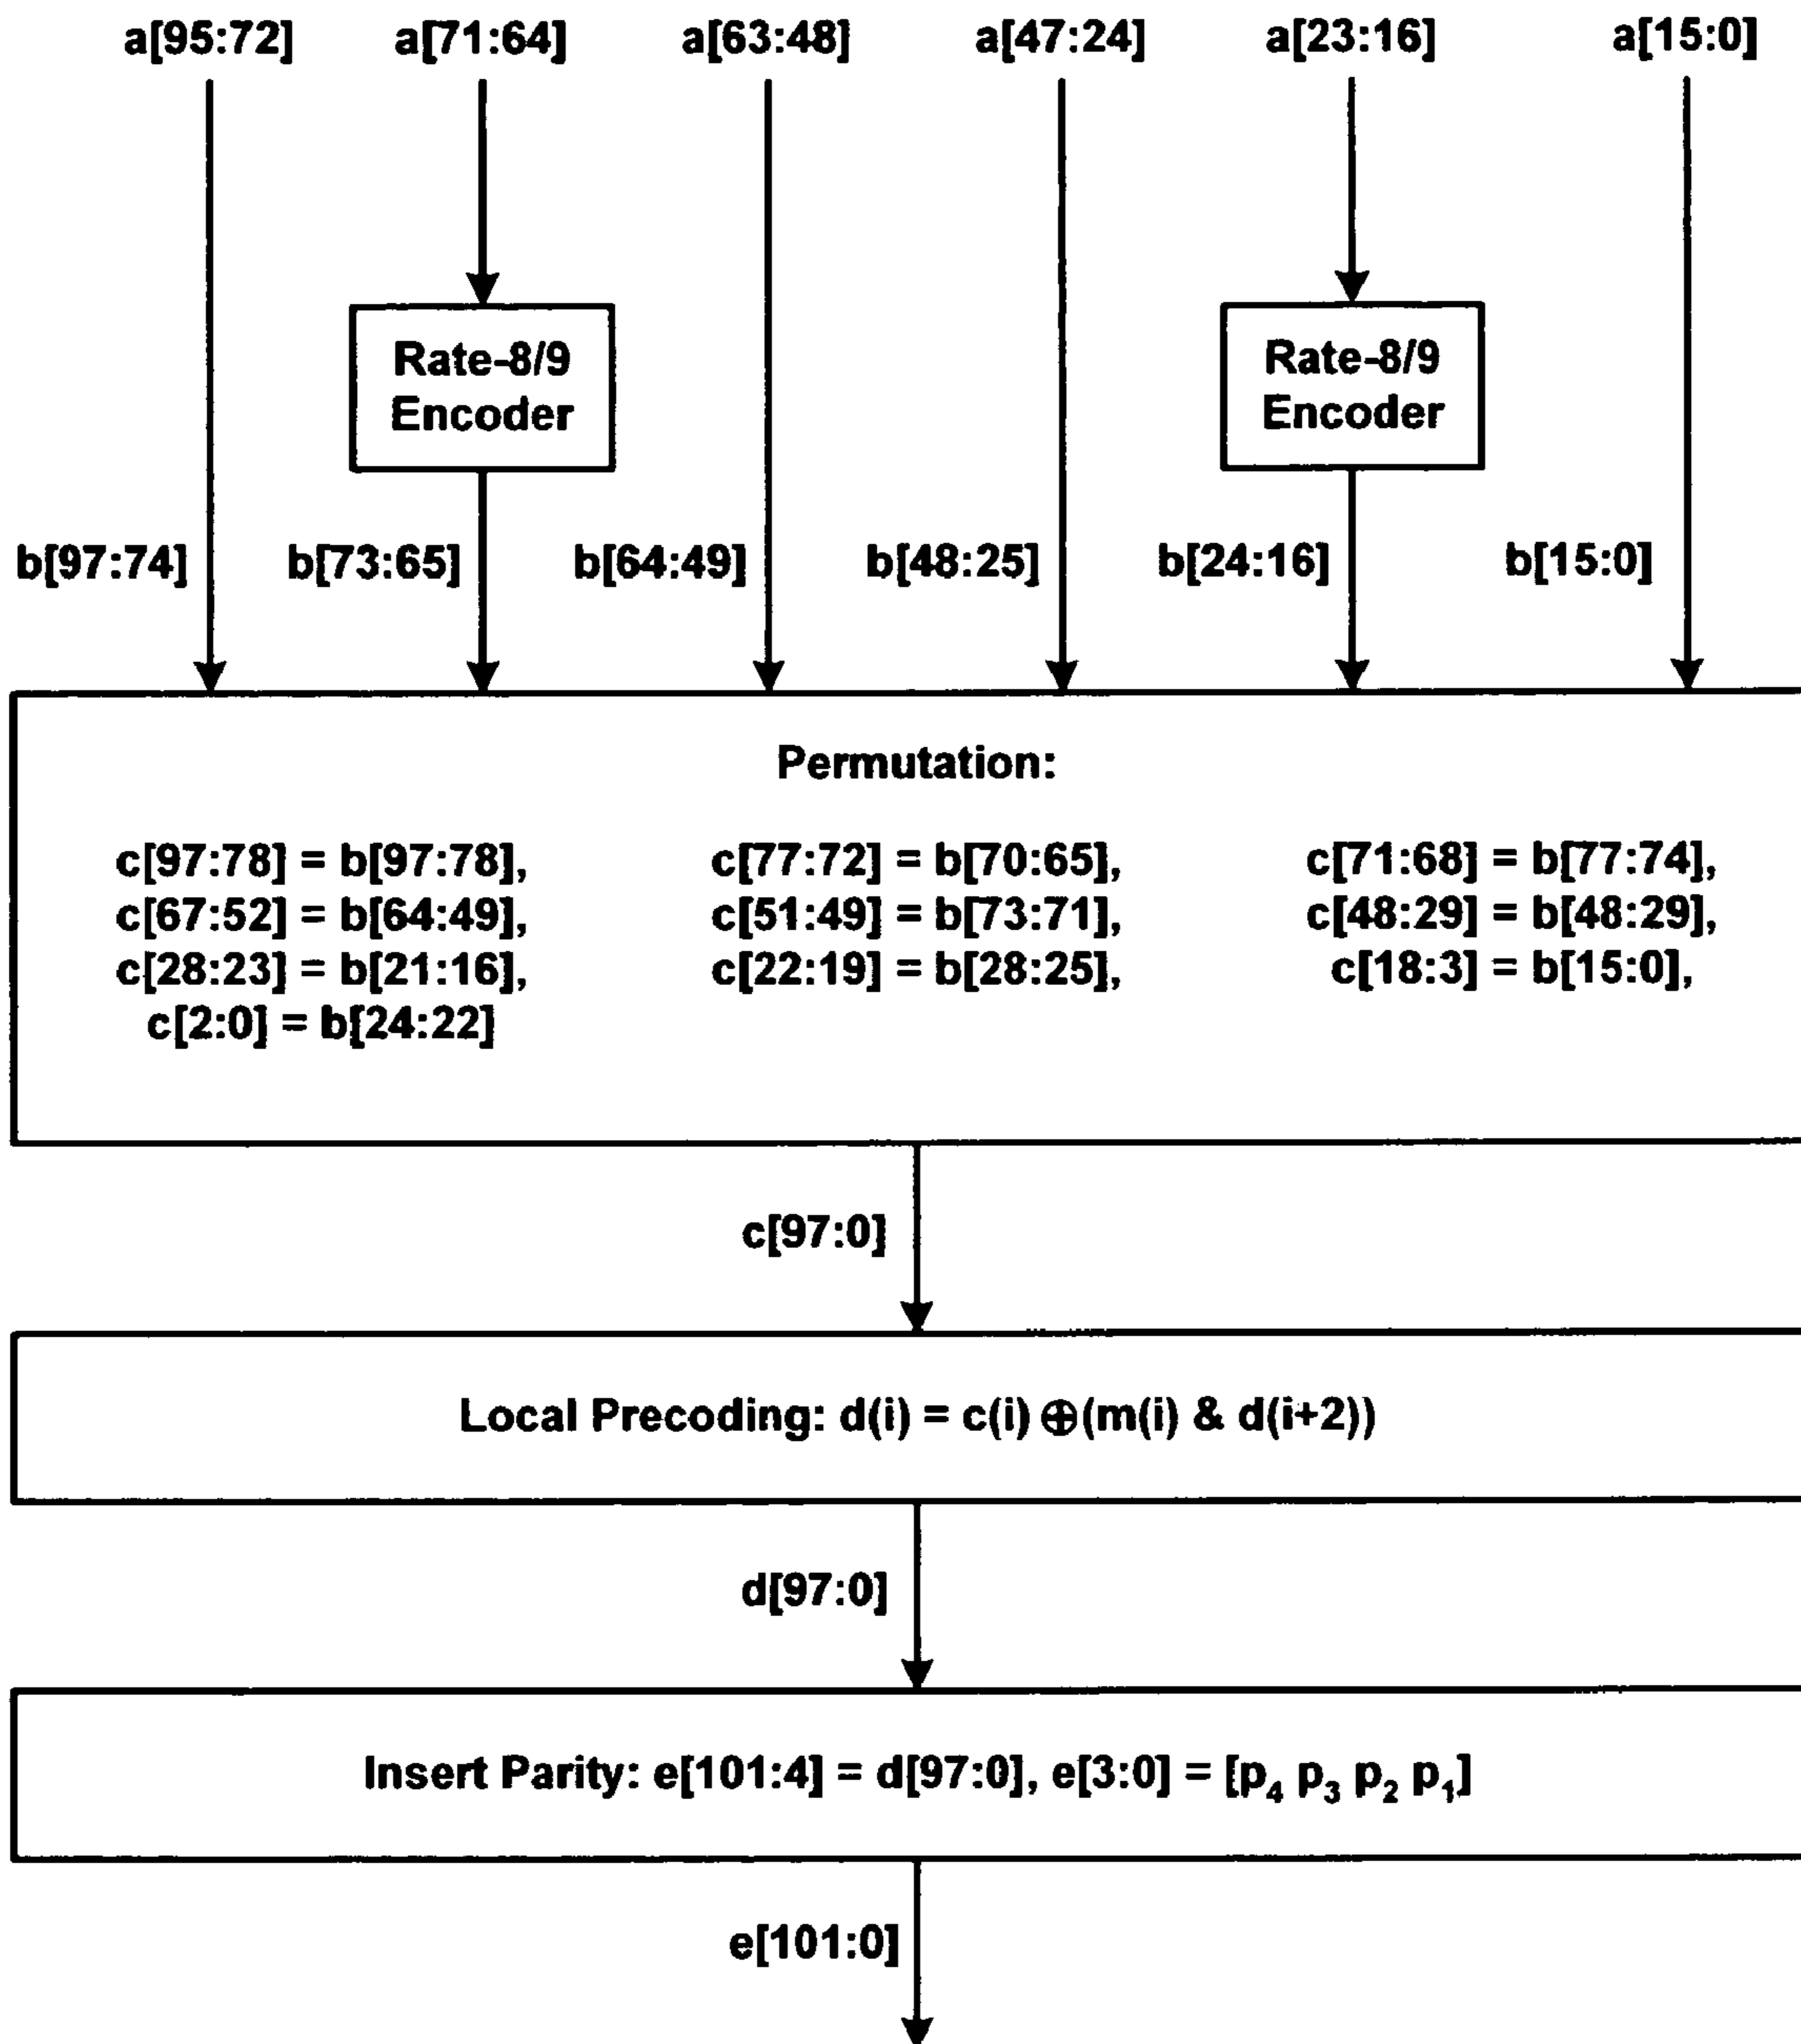 a[95:72] a[71:64] a[63:48] a[47:24] a[23:16] a[15:0]
Rate-8/9 Rate-8/9
Encoder Encoder
b[97:74] b[73:65] b[64:49] b[48:25] b[24:16] b[15:0]
Permutation:
c[97:78] = b[97:78], c[77:72] = b[70:65], c[71:68] = b[77:74],
c[67:52] = b[64:49], c[51:49] = b[73:71], c[48:29] = b[48:29],
c[28:23] = b[21:16], c[22:19] = b[28:25], c[18:3] = b[15:0],
c[2:0] = b[24:22]
c[97:0]
Local Precoding: d(i) = c(i) ⊕ (m(i) & d(i+2))
d[97:0]
Insert Parity: e[101:4] = d[97:0], e[3:0] = [p₄ p₃ p₂ p₁]
e[101:0]